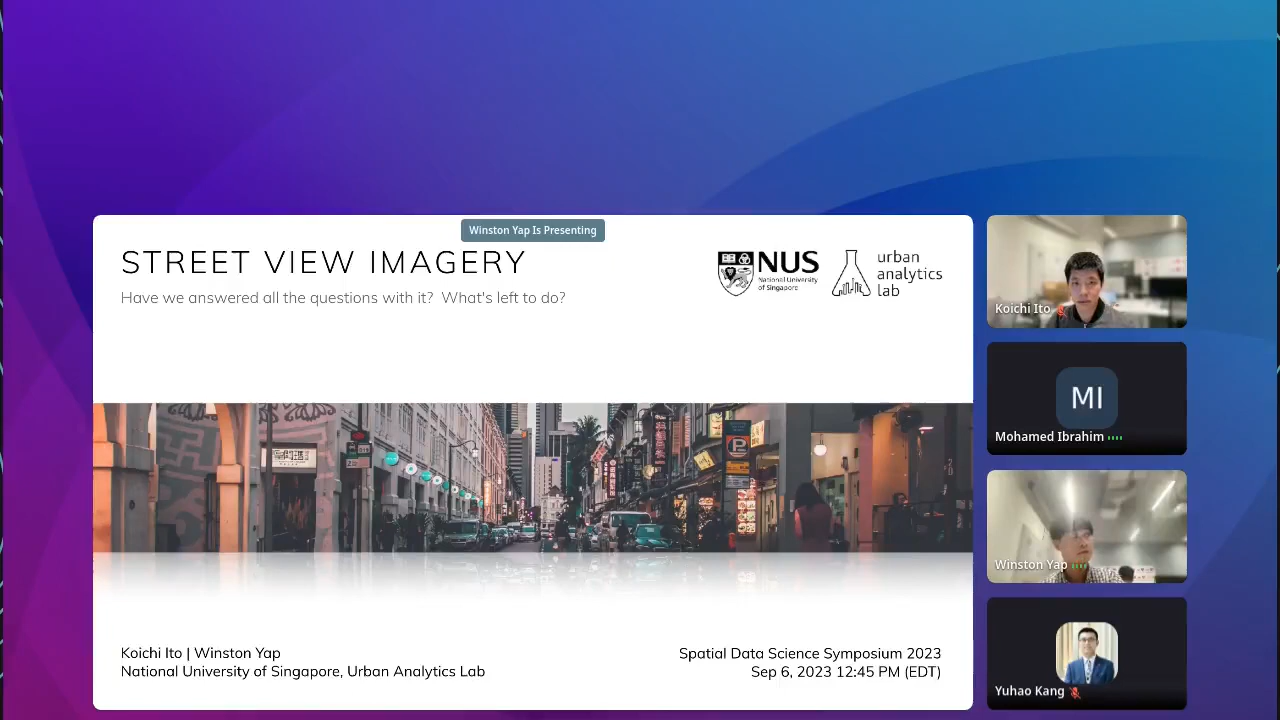 Winston Yap Is Presenting
STREET VIEW IMAGERY
Have we answered all the questions with it? What's left to do?
NUS
National University
of Singapore
urban
analytics
lab
Koichi Ito
MI
Mohamed Ibrahim
Winston Yap
Yuhao Kang
P
Koichi Ito | Winston Yap
National University of Singapore, Urban Analytics Lab
Spatial Data Science Symposium 2023
Sep 6, 2023 12:45 PM (EDT)